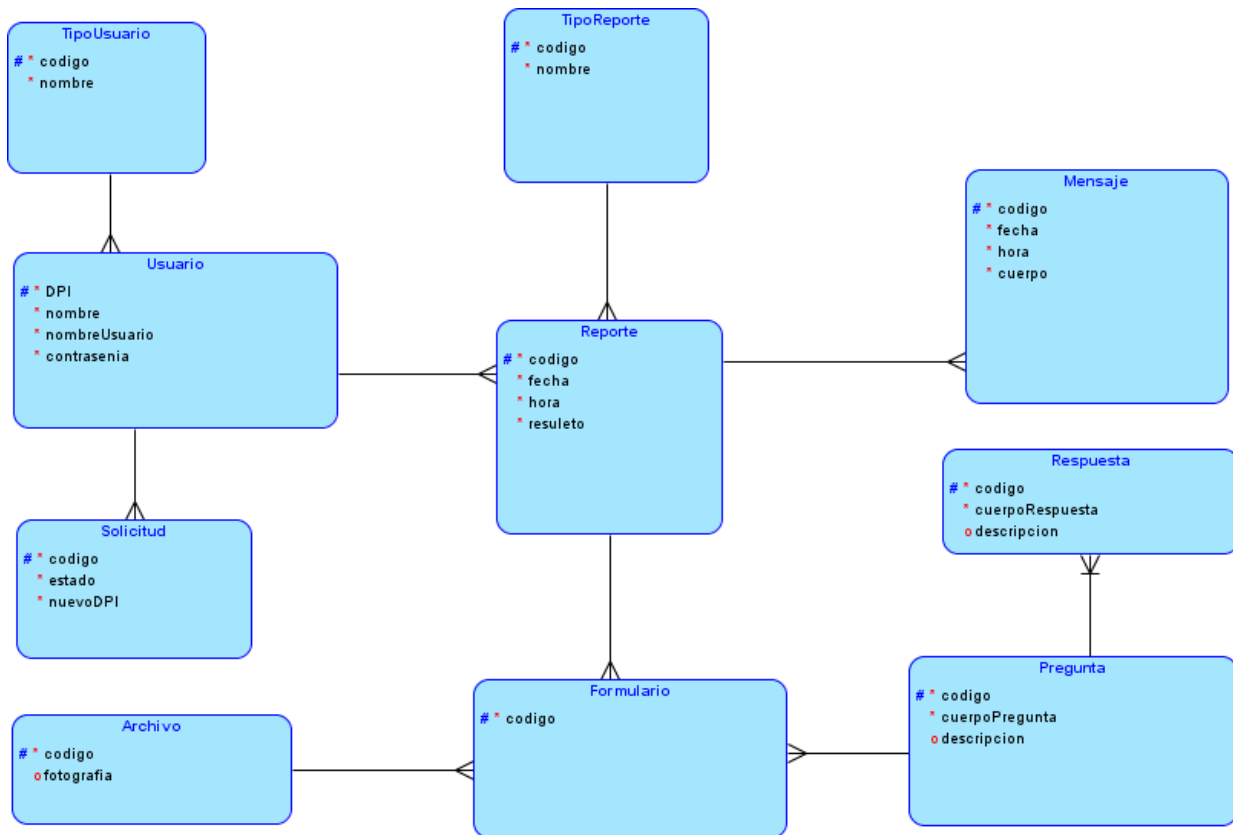 TipoUsuario
# * codigo
* nombre
TipoReporte
# * codigo
* nombre
Mensaje
# * codigo
* fecha
* hora
* cuerpo
Usuario
# * DPI
* nombre
* nombreUsuario
* contrasenia
Reporte
# * codigo
* fecha
* hora
* resuleto
Respuesta
# * codigo
* cuerpoRespuesta
o descripcion
Solicitud
# * codigo
* estado
* nuevoDPI
Formulario
# * codigo
Pregunta
# * codigo
* cuerpoPregunta
o descripcion
Archivo
# * codigo
o fotografia